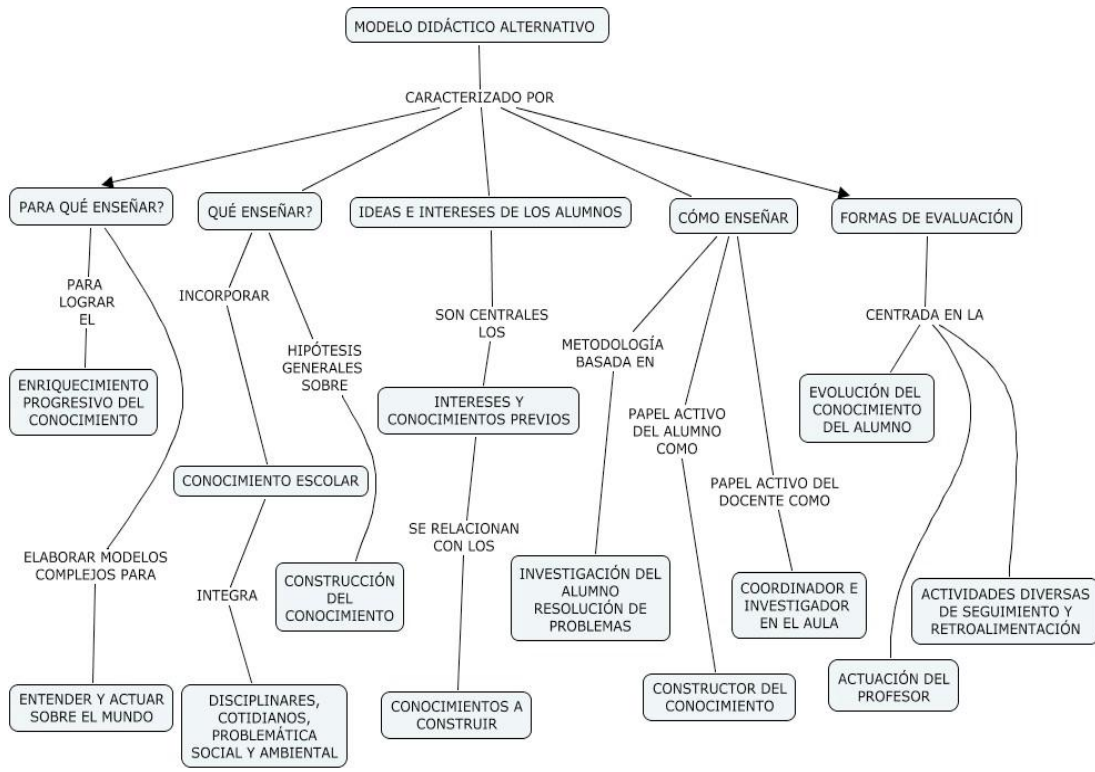 MODELO DIDÁCTICO ALTERNATIVO
CARACTERIZADO POR
PARA QUÉ ENSEÑAR?
QUÉ ENSEÑAR?
IDEAS E INTERESES DE LOS ALUMNOS
CÓMO ENSEÑAR
FORMAS DE EVALUACIÓN
PARA
LOGRAR
EL
ENRIQUECIMIENTO
PROGRESIVO DEL
CONOCIMIENTO
ELABORAR MODELOS
COMPLEJOS PARA
ENTENDER Y ACTUAR
SOBRE EL MUNDO
INCORPORAR
CONOCIMIENTO ESCOLAR
INTEGRA
DISCIPLINARES,
COTIDIANOS,
PROBLEMÁTICA
SOCIAL Y AMBIENTAL
HIPÓTESIS
GENERALES
SOBRE
CONSTRUCCIÓN
DEL
CONOCIMIENTO
SON CENTRALES
LOS
INTERESES Y
CONOCIMIENTOS PREVIOS
SE RELACIONAN
CON LOS
CONOCIMIENTOS A
CONSTRUIR
METODOLOGÍA
BASADA EN
INVESTIGACIÓN DEL
ALUMNO
RESOLUCIÓN DE
PROBLEMAS
PAPEL ACTIVO
DEL ALUMNO
COMO
CONSTRUCTOR DEL
CONOCIMIENTO
PAPEL ACTIVO DEL
DOCENTE COMO
COORDINADOR E
INVESTIGADOR
EN EL AULA
CENTRADA EN LA
EVOLUCIÓN DEL
CONOCIMIENTO
DEL ALUMNO
ACTUACIÓN DEL
PROFESOR
ACTIVIDADES DIVERSAS
DE SEGUIMIENTO Y
RETROALIMENTACIÓN